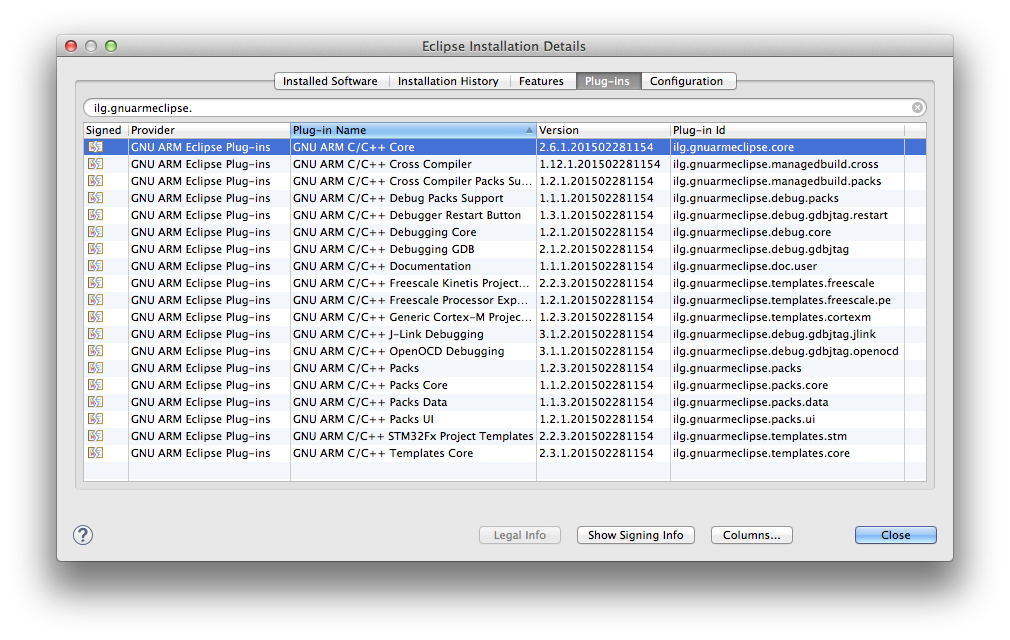 Eclipse Installation Details
Installed Software Installation History Features Plug-ins Configuration
ilg.gnuarmeclipse.
Signed Provider Plug-in Name Version Plug-in Id
GNU ARM Eclipse Plug-ins GNU ARM C/C++ Core 2.6.1.201502281154 ilg.gnuarmeclipse.core
GNU ARM Eclipse Plug-ins GNU ARM C/C++ Cross Compiler 1.12.1.201502281154 ilg.gnuarmeclipse.managedbuild.cross
GNU ARM Eclipse Plug-ins GNU ARM C/C++ Cross Compiler Packs Su... 1.2.1.201502281154 ilg.gnuarmeclipse.managedbuild.packs
GNU ARM Eclipse Plug-ins GNU ARM C/C++ Debug Packs Support 1.1.1.201502281154 ilg.gnuarmeclipse.debug.packs
GNU ARM Eclipse Plug-ins GNU ARM C/C++ Debugger Restart Button 1.3.1.201502281154 ilg.gnuarmeclipse.debug.gdbjtag.restart
GNU ARM Eclipse Plug-ins GNU ARM C/C++ Debugging Core 1.2.1.201502281154 ilg.gnuarmeclipse.debug.core
GNU ARM Eclipse Plug-ins GNU ARM C/C++ Debugging GDB 2.1.2.201502281154 ilg.gnuarmeclipse.debug.gdbjtag
GNU ARM Eclipse Plug-ins GNU ARM C/C++ Documentation 1.1.1.201502281154 ilg.gnuarmeclipse.doc.user
GNU ARM Eclipse Plug-ins GNU ARM C/C++ Freescale Kinetis Project... 2.2.3.201502281154 ilg.gnuarmeclipse.templates.freescale
GNU ARM Eclipse Plug-ins GNU ARM C/C++ Freescale Processor Exp... 1.2.1.201502281154 ilg.gnuarmeclipse.templates.freescale.pe
GNU ARM Eclipse Plug-ins GNU ARM C/C++ Generic Cortex-M Projec... 1.2.3.201502281154 ilg.gnuarmeclipse.templates.cortexm
GNU ARM Eclipse Plug-ins GNU ARM C/C++ J-Link Debugging 3.1.2.201502281154 ilg.gnuarmeclipse.debug.gdbjtag.jlink
GNU ARM Eclipse Plug-ins GNU ARM C/C++ OpenOCD Debugging 3.1.1.201502281154 ilg.gnuarmeclipse.debug.gdbjtag.openocd
GNU ARM Eclipse Plug-ins GNU ARM C/C++ Packs 1.2.3.201502281154 ilg.gnuarmeclipse.packs
GNU ARM Eclipse Plug-ins GNU ARM C/C++ Packs Core 1.1.2.201502281154 ilg.gnuarmeclipse.packs.core
GNU ARM Eclipse Plug-ins GNU ARM C/C++ Packs Data 1.1.3.201502281154 ilg.gnuarmeclipse.packs.data
GNU ARM Eclipse Plug-ins GNU ARM C/C++ Packs UI 1.2.1.201502281154 ilg.gnuarmeclipse.packs.ui
GNU ARM Eclipse Plug-ins GNU ARM C/C++ STM32Fx Project Templates 2.2.3.201502281154 ilg.gnuarmeclipse.templates.stm
GNU ARM Eclipse Plug-ins GNU ARM C/C++ Templates Core 2.3.1.201502281154 ilg.gnuarmeclipse.templates.core
? Legal Info Show Signing Info Columns... Close